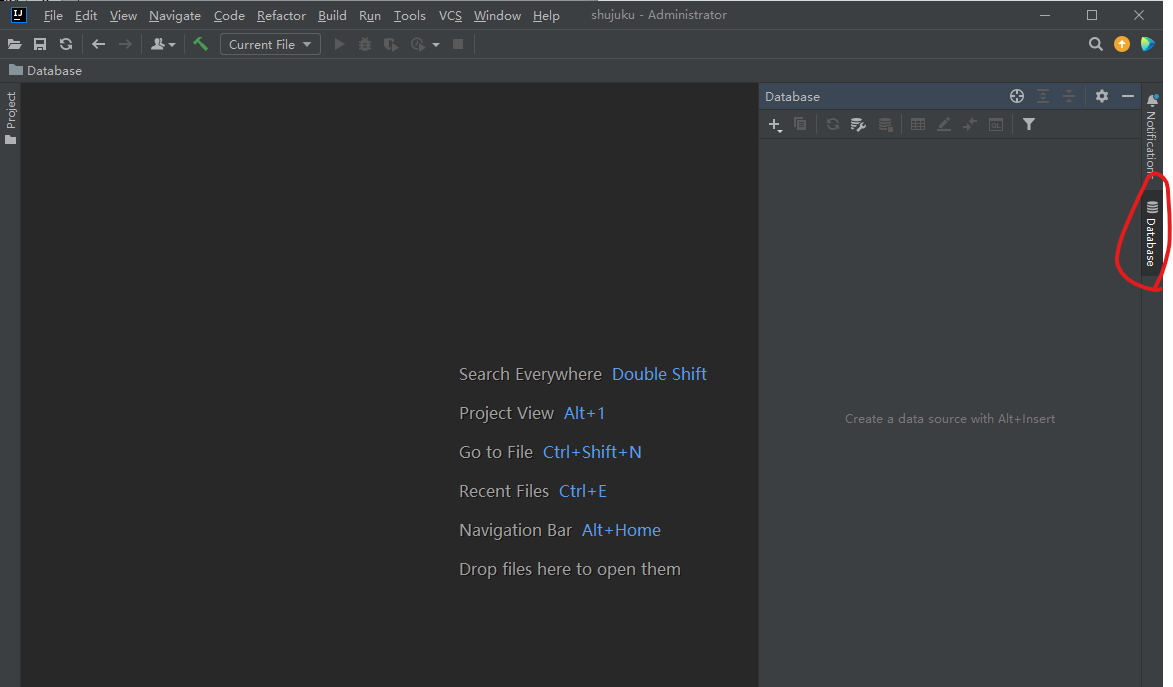 IJ File Edit View Navigate Code Refactor Build Run Tools VCS Window Help shujuku - Administrator
Current File
Database
Project
Database
Notifications
Database
QL
Search Everywhere Double Shift
Project View Alt+1
Go to File Ctrl+Shift+N
Recent Files Ctrl+E
Navigation Bar Alt+Home
Drop files here to open them
Create a data source with Alt+Insert